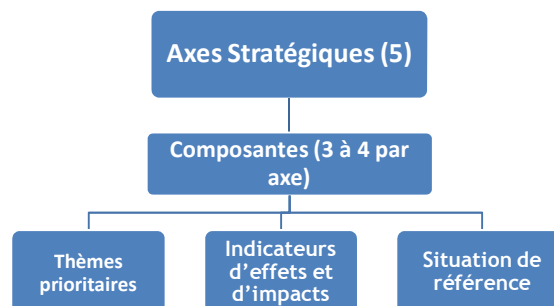 Axes Stratégiques (5)
Composantes (3 à 4 par
axe)
Thèmes
prioritaires
Indicateurs
d’effets et
d’impacts
Situation de
référence